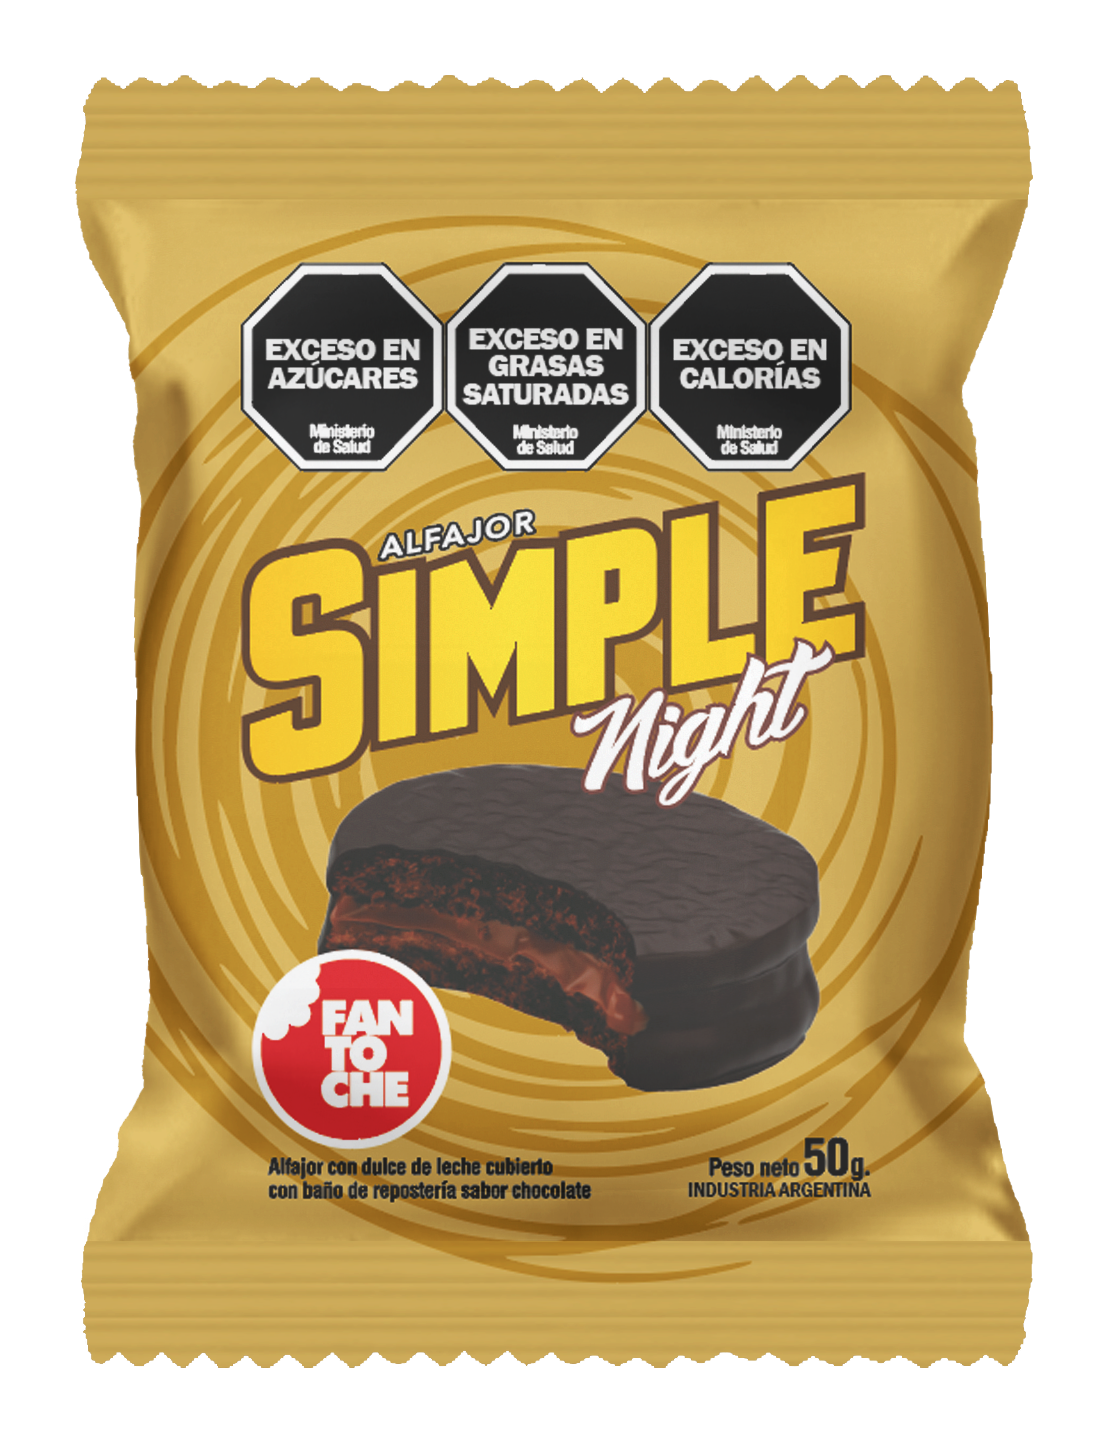 EXCESO EN
AZÚCARES
Ministerio
de Salud
EXCESO EN
GRASAS
SATURADAS
Ministerio
de Salud
EXCESO EN
CALORÍAS
Ministerio
de Salud
ALFAJOR
SIMPLE
Night
FAN
TO
CHE
Alfajor con dulce de leche cubierto
con baño de repostería sabor chocolate
Peso neto 50g.
INDUSTRIA ARGENTINA